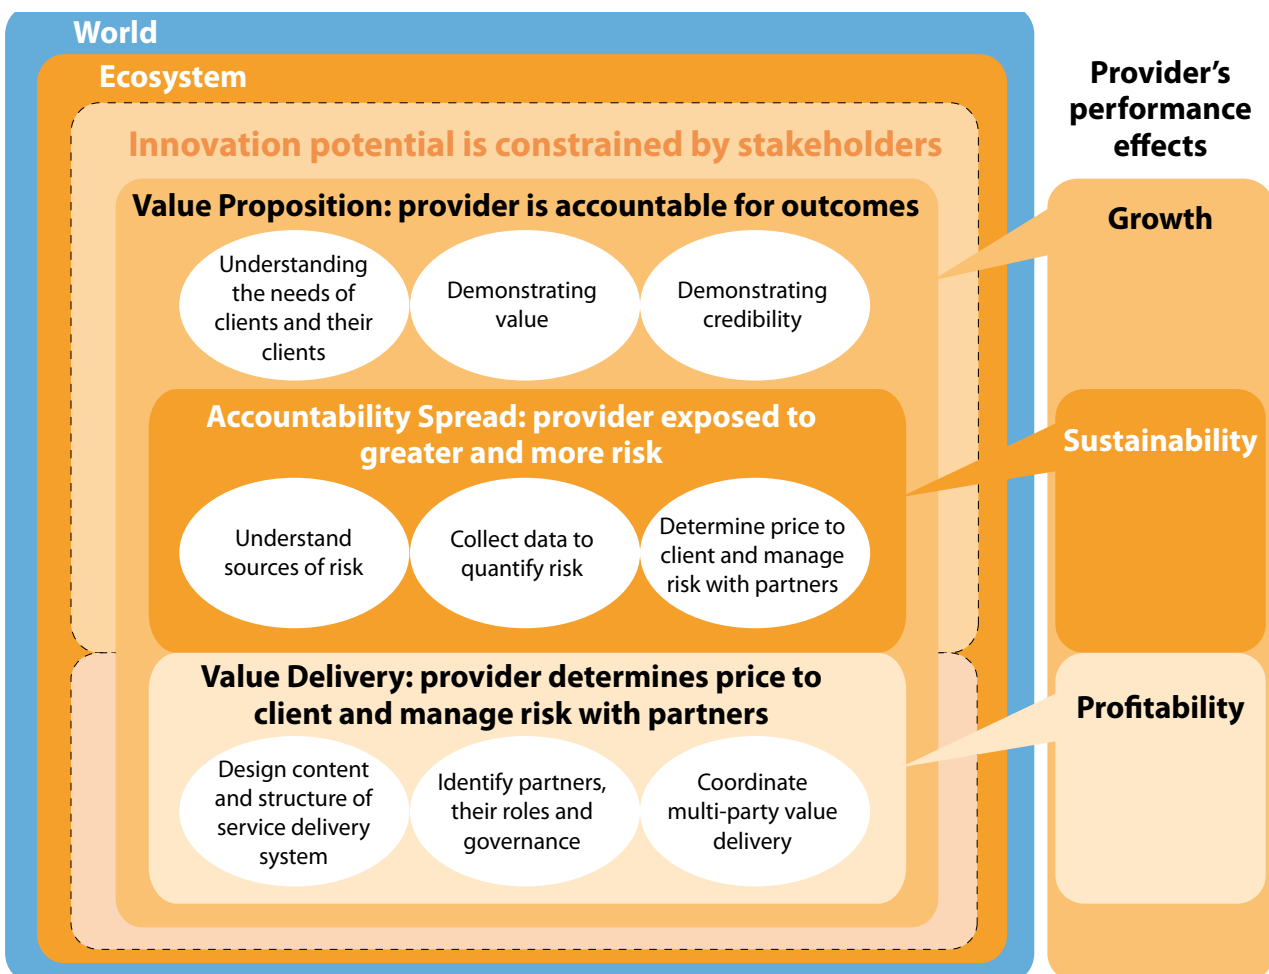 World
Ecosystem
Provider’s
performance
effects
Innovation potential is constrained by stakeholders
Value Proposition: provider is accountable for outcomes
Growth
Understanding
the needs of
clients and their
clients
Demonstrating
value
Demonstrating
credibility
Accountability Spread: provider exposed to
greater and more risk
Sustainability
Understand
sources of risk
Collect data to
quantify risk
Determine price to
client and manage
risk with partners
Value Delivery: provider determines price to
client and manage risk with partners
Profitability
Design content
and structure of
service delivery
system
Identify partners,
their roles and
governance
Coordinate
multi-party value
delivery